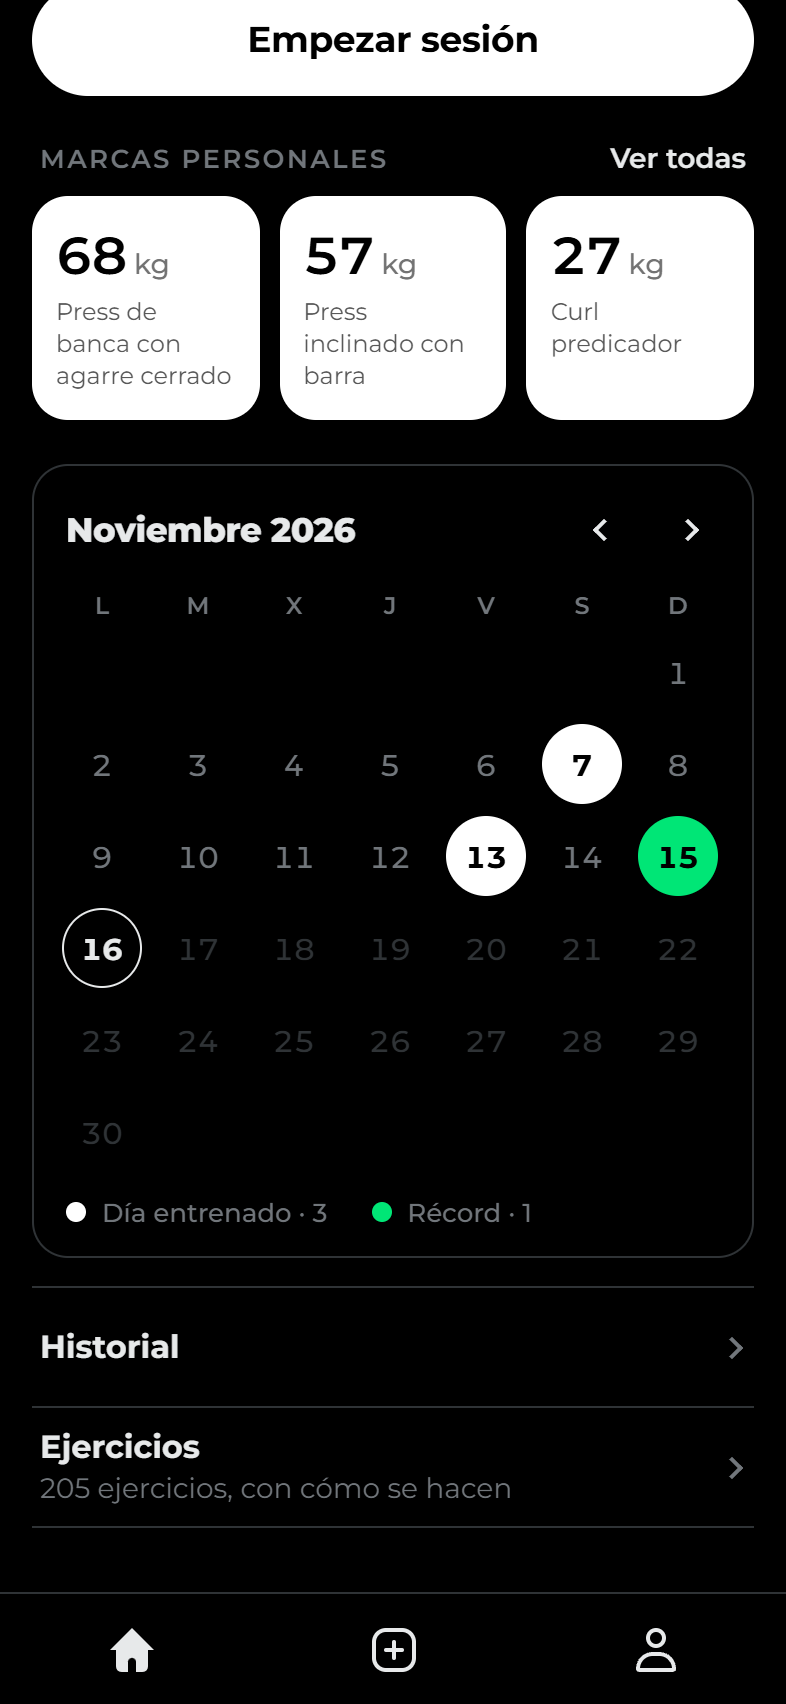 Empezar sesión
MARCAS PERSONALES Ver todas
68 kg 57 kg 27 kg
Press de banca con agarre cerrado
Press inclinado con barra
Curl predicador
Noviembre 2026
L M X J V S D
1
2 3 4 5 6 7 8
9 10 11 12 13 14 15
16 17 18 19 20 21 22
23 24 25 26 27 28 29
30
Día entrenado · 3 Récord · 1
Historial
Ejercicios
205 ejercicios, con cómo se hacen